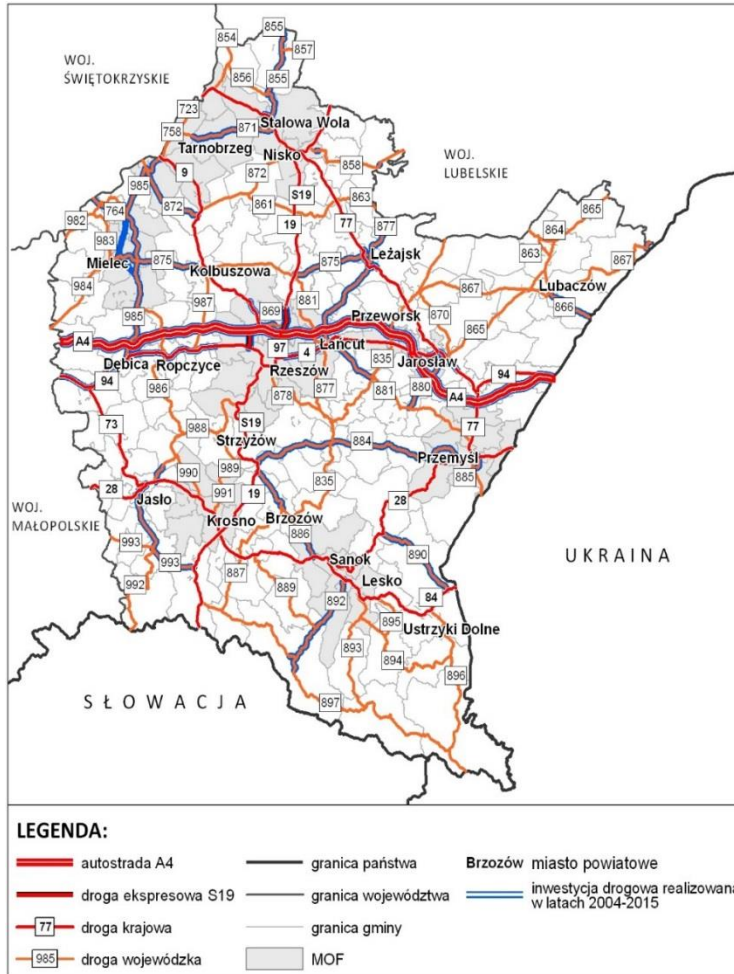 855
854
857
WOJ.
ŚWIĘTOKRZYSKIE
856
855
723
871
Stalowa Wola
758
Tarnobrzeg
Nisko
858
WOJ.
LUBELSKIE
9
872
985
S19
863
865
982
764
872
861
19
77
877
864
983
863
867
Mielec
875
875
Leżajsk
Kolbuszowa
867
Lubaczów
984
987
881
866
869
Przeworsk
870
865
985
A4
97
4
Łańcut
835
Jarosław
94
Dębica
Ropczyce
Rzeszów
880
94
986
878
877
881
A4
73
S19
77
988
Strzyżów
884
Przemyśl
990
989
885
28
991
19
835
28
Jasło
WOJ.
MAŁOPOLSKIE
Krosno
Brzozów
886
993
Sanok
890
UKRAINA
993
887
Lesko
992
889
84
892
895
Ustrzyki Dolne
893
894
896
SŁOWACJA
897
LEGENDA:
autostrada A4
granica państwa
Brzozów miasto powiatowe
droga ekspresowa S19
granica województwa
inwestycja drogowa realizowana
w latach 2004-2015
77 droga krajowa
granica gminy
985 droga wojewódzka
MOF